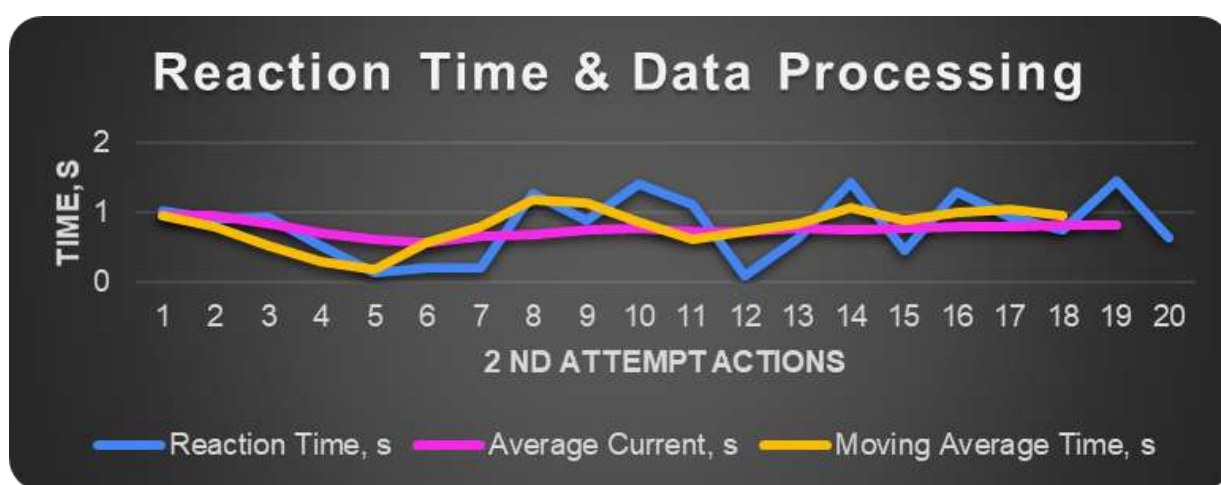 Reaction Time & Data Processing
TIME, S
2
1
0
1 2 3 4 5 6 7 8 9 10 11 12 13 14 15 16 17 18 19 20
2 ND ATTEMPT ACTIONS
Reaction Time, s Average Current, s Moving Average Time, s